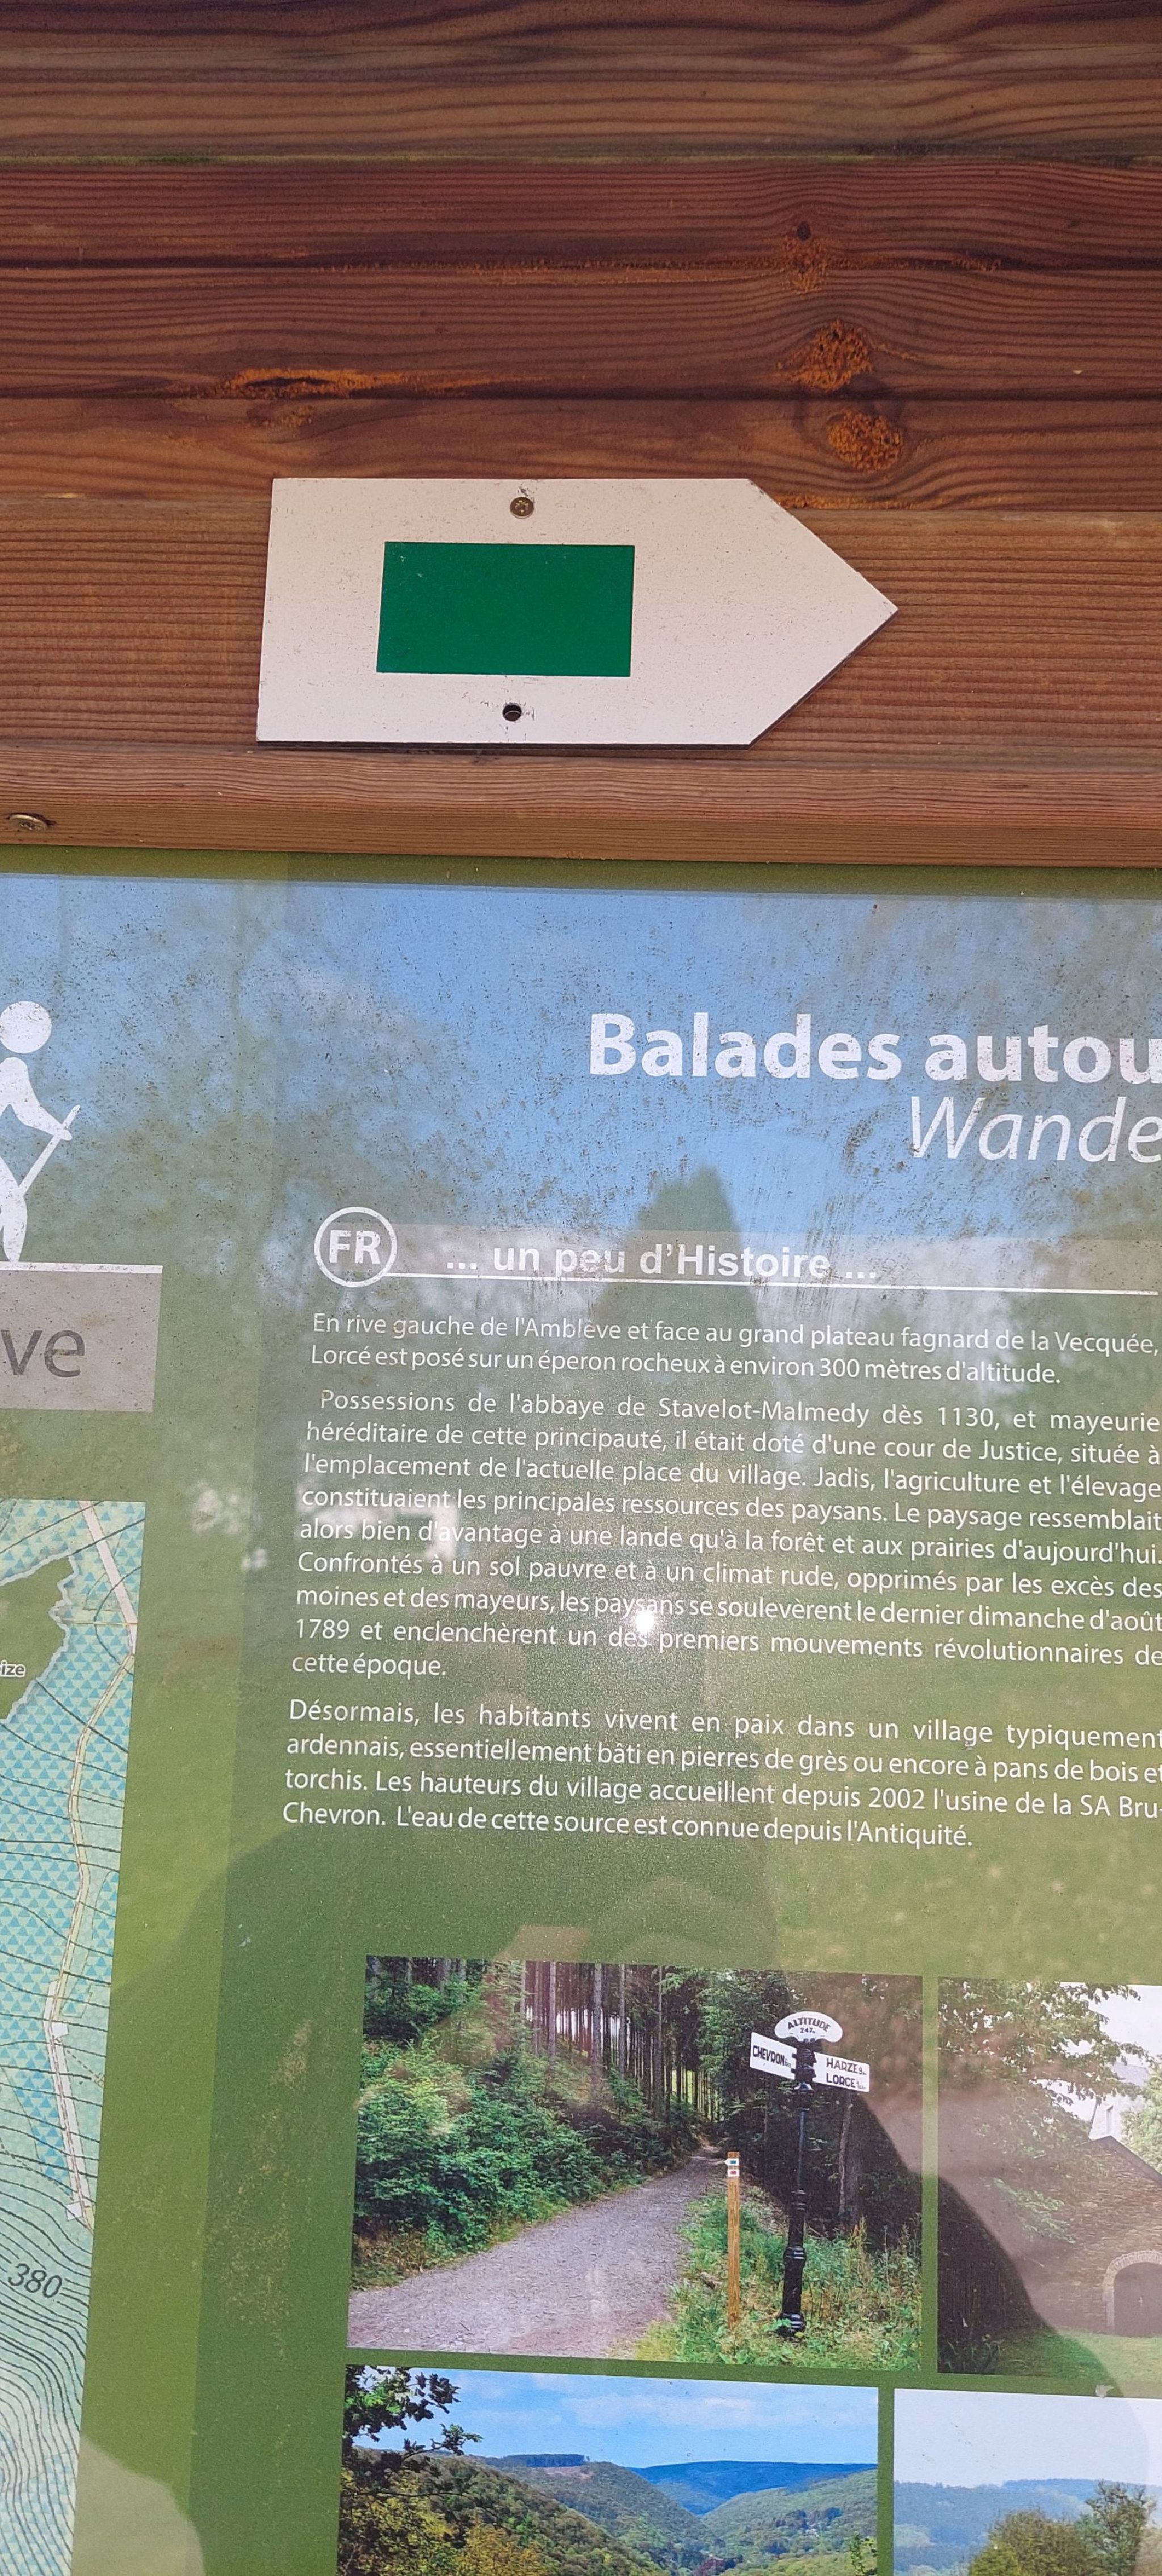 Balades autou
Wande
FR
... un peu d'Histoire ...
ve
En rive gauche de l'Amblève et face au grand plateau fagnard de la Vecquée,
Lorcé est posé sur un éperon rocheux à environ 300 mètres d'altitude.
Possessions de l'abbaye de Stavelot-Malmedy dès 1130, et mayeurie
héréditaire de cette principauté, il était doté d'une cour de Justice, située à
l'emplacement de l'actuelle place du village. Jadis, l'agriculture et l'élevage
constituaient les principales ressources des paysans. Le paysage ressemblait
alors bien d'avantage à une lande qu'à la forêt et aux prairies d'aujourd'hui.
Confrontés à un sol pauvre et à un climat rude, opprimés par les excès des
moines et des mayeurs, les paysans se soulevèrent le dernier dimanche d'août
1789 et enclenchèrent un des premiers mouvements révolutionnaires de
cette époque.
Désormais, les habitants vivent en paix dans un village typiquement
ardennais, essentiellement bâti en pierres de grès ou encore à pans de bois et
torchis. Les hauteurs du village accueillent depuis 2002 l'usine de la SA Bru-
Chevron. L'eau de cette source est connue depuis l'Antiquité.
ize
380
ALTITUDE
CHEVRON
HARZE
LORCE